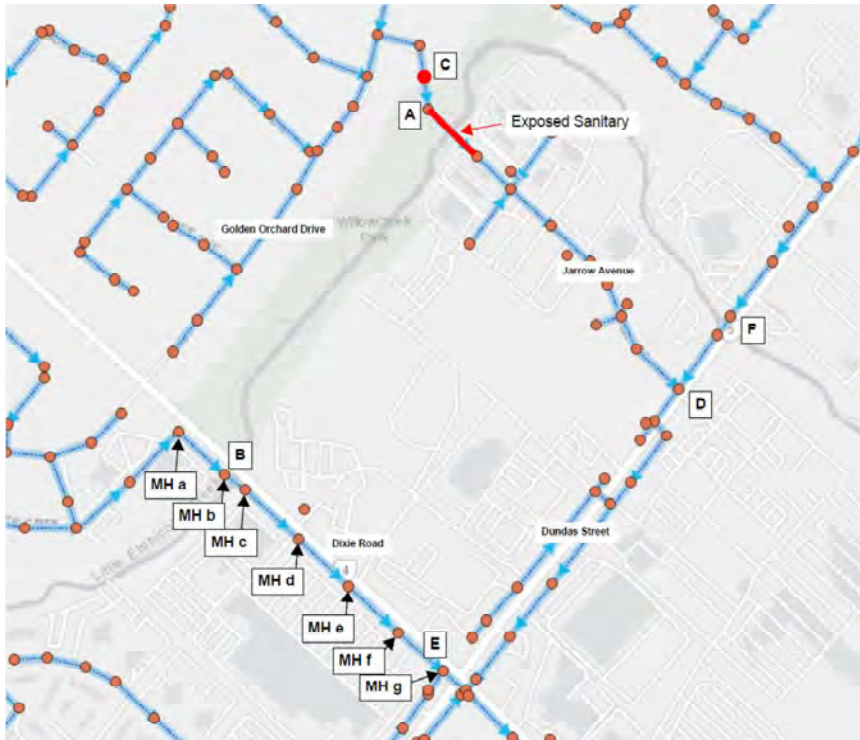 C
A
Exposed Sanitary
Golden Orchard Drive
Willowcreek
Park
Jarrow Avenue
F
D
B
MH a
MH b
MH c
Dixie Road
Dundas Street
MH d
4
MH e
MH f
E
MH g